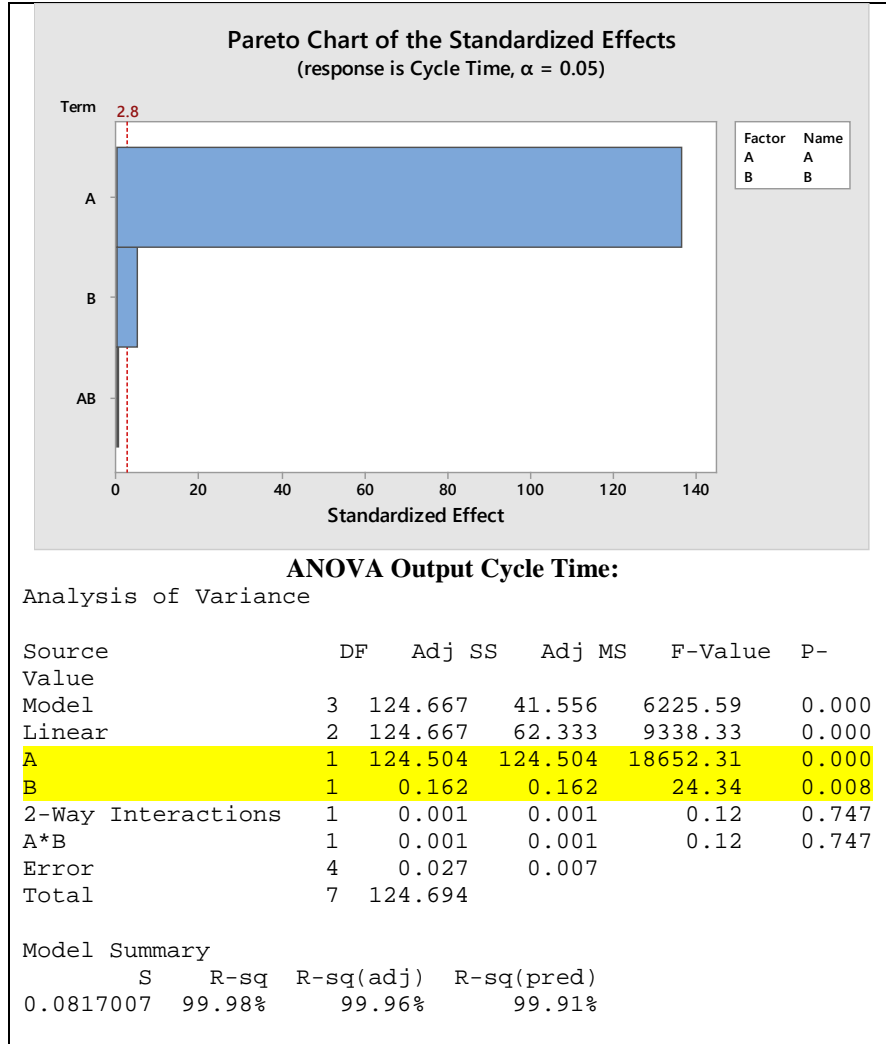 Pareto Chart of the Standardized Effects
(response is Cycle Time, α = 0.05)
Term 2.8
Factor Name
A A
B B
A
B
AB
0 20 40 60 80 100 120 140
Standardized Effect
ANOVA Output Cycle Time:
Analysis of Variance
Source DF Adj SS Adj MS F-Value P-
Value
Model 3 124.667 41.556 6225.59 0.000
Linear 2 124.667 62.333 9338.33 0.000
A 1 124.504 124.504 18652.31 0.000
B 1 0.162 0.162 24.34 0.008
2-Way Interactions 1 0.001 0.001 0.12 0.747
A*B 1 0.001 0.001 0.12 0.747
Error 4 0.027 0.007
Total 7 124.694
Model Summary
S R-sq R-sq(adj) R-sq(pred)
0.0817007 99.98% 99.96% 99.91%